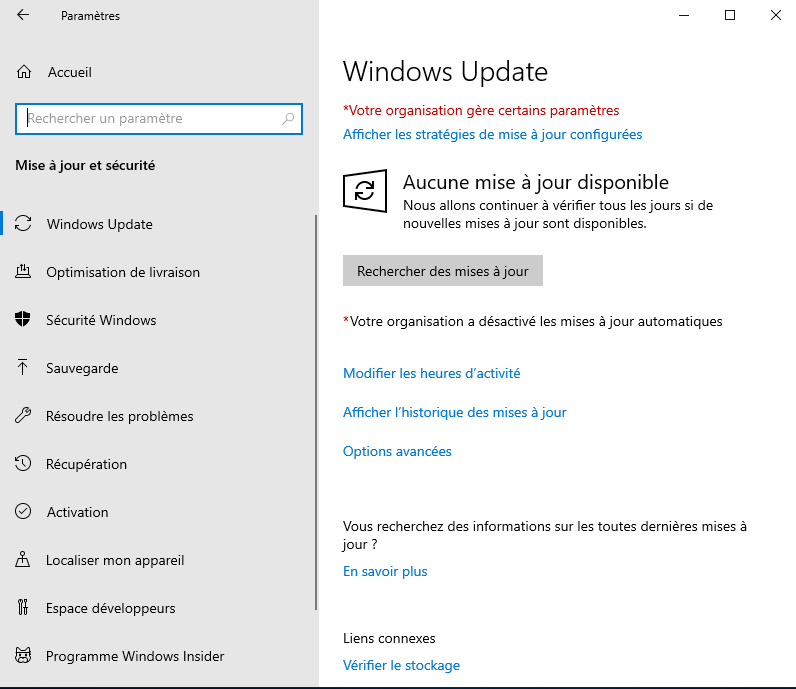 Paramètres
Accueil
Rechercher un paramètre
Mise à jour et sécurité
Windows Update
Optimisation de livraison
Sécurité Windows
Sauvegarde
Résoudre les problèmes
Récupération
Activation
Localiser mon appareil
Espace développeurs
Programme Windows Insider
Windows Update
*Votre organisation gère certains paramètres
Afficher les stratégies de mise à jour configurées
Aucune mise à jour disponible
Nous allons continuer à vérifier tous les jours si de
nouvelles mises à jour sont disponibles.
Rechercher des mises à jour
*Votre organisation a désactivé les mises à jour automatiques
Modifier les heures d’activité
Afficher l’historique des mises à jour
Options avancées
Vous recherchez des informations sur les toutes dernières mises à
jour ?
En savoir plus
Liens connexes
Vérifier le stockage